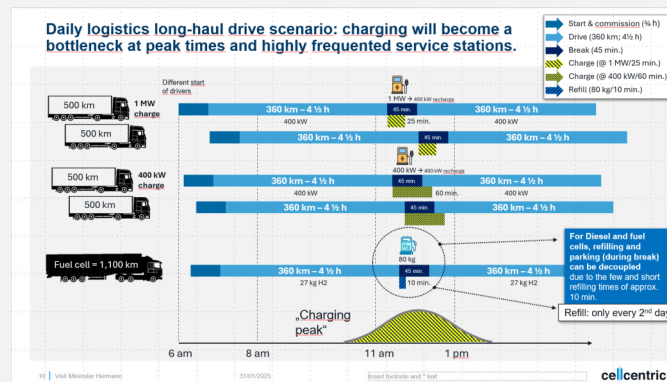 Daily logistics long-haul drive scenario: charging will become a
bottleneck at peak times and highly frequented service stations.
Start & commission (¾ h)
Drive (360 km; 4½ h)
Break (45 min.)
Charge (@ 1 MW/25 min.)
Charge (@ 400 kW/60 min.)
Refill (80 kg/10 min.)
Different start
of drivers
500 km
1 MW
charge
1 MW → 400 kW recharge
360 km – 4 ½ h
45 min.
360 km – 4 ½ h
400 kW
25 min.
400 kW
500 km
360 km – 4 ½ h
45 min.
360 km – 4 ½ h
500 km
400 kW
charge
400 kW → 400 kW recharge
360 km – 4 ½ h
45 min.
360 km – 4 ½ h
400 kW
60 min.
400 kW
500 km
360 km – 4 ½ h
45 min.
360 km – 4 ½ h
Fuel cell = 1,100 km
80 kg
360 km – 4 ½ h
45 min.
360 km – 4 ½ h
27 kg H2
10 min.
27 kg H2
For Diesel and fuel
cells, refilling and
parking (during break)
can be decoupled
due to the few and short
refilling times of approx.
10 min.
Refill: only every 2nd day
„Charging
peak“
6 am
8 am
11 am
1 pm
10
Visit Meinster Hermann
31/01/2025
Insert footnote and * text
cellcentric